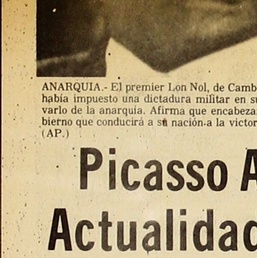 ANARQUIA.- El premier Lon Nol, de Camb
había impuesto una dictadura militar en su
varlo de la anarquía. Afirma que encabeza
bierno que conducirá a su nación.a la victor
(AP.)
Picasso A
Actualidad